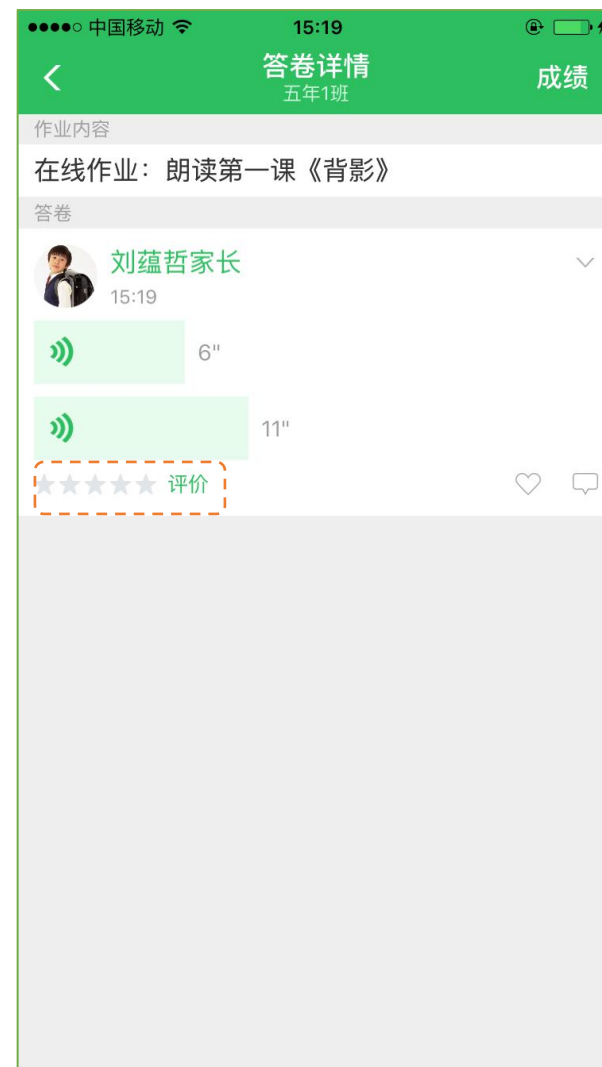 中国移动 15:19
答卷详情 成绩
五年1班
作业内容
在线作业：朗读第一课《背影》
答卷
刘蕴哲家长
15:19
6"
11"
评价